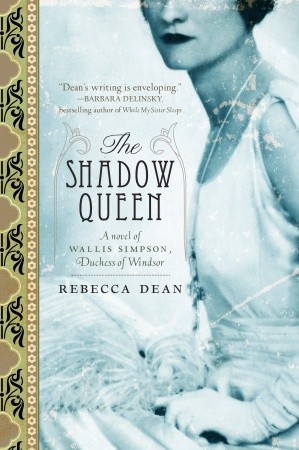 "Dean's writing is enveloping."
—BARBARA DELINSKY,
bestselling author of While My Sister Sleeps
The
SHADOW
QUEEN
A novel of
WALLIS SIMPSON,
Duchess of Windsor
REBECCA DEAN